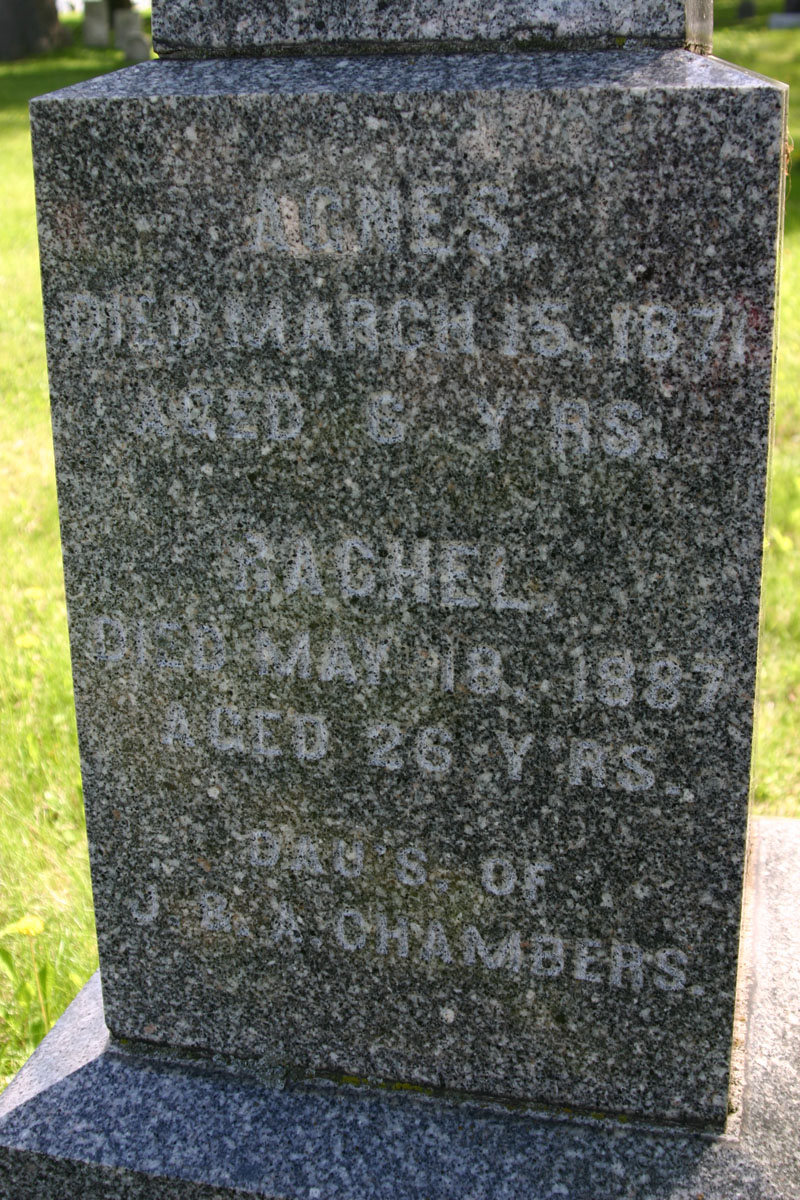 AGNES.
DIED MARCH 15, 1871
AGED 6 Y'RS.
RACHEL.
DIED MAY 18, 1887
AGED 26 Y'RS.
DAU'S. OF
J. & A. CHAMBERS.